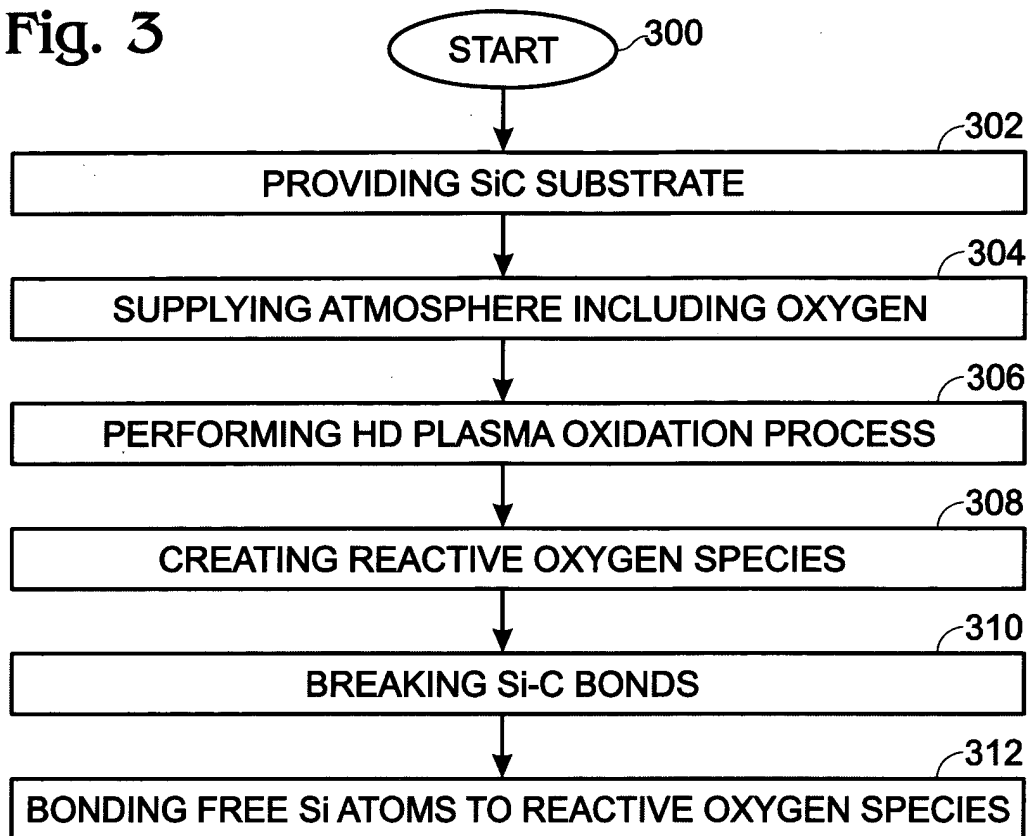 Fig. 3
START
300
302
PROVIDING SiC SUBSTRATE
304
SUPPLYING ATMOSPHERE INCLUDING OXYGEN
306
PERFORMING HD PLASMA OXIDATION PROCESS
308
CREATING REACTIVE OXYGEN SPECIES
310
BREAKING Si-C BONDS
312
BONDING FREE Si ATOMS TO REACTIVE OXYGEN SPECIES